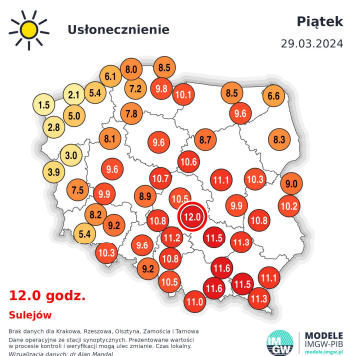 Usłonecznienie
Piątek
29.03.2024
6.1 8.0 8.5
1.5 2.1 5.4 7.2 9.8 10.1 8.5 6.6
2.8 5.0 7.8 9.6
8.1 9.6 8.7 8.3
3.0 10.6
3.9 9.6 10.7 11.1 10.3 9.0
7.5 9.9 8.9 10.5 9.9 10.2
8.2 9.2 10.8 12.0 10.8
5.4 11.2 11.5 11.3
10.3 9.6 10.8
9.2 11.6
10.5 11.6 11.5 11.1
11.0 11.3
12.0 godz.
Sulejów
Brak danych dla Krakowa, Rzeszowa, Olsztyna, Zamościa i Tarnowa
Dane operacyjne ze stacji synoptycznych. Prezentowane wartości
w procesie kontroli i weryfikacji mogą ulec zmianie. Czas lokalny.
Wizualizacja danych: dr Alan Mandal
IM
GW
MODELE
IMGW-PIB
modele.imgw.pl